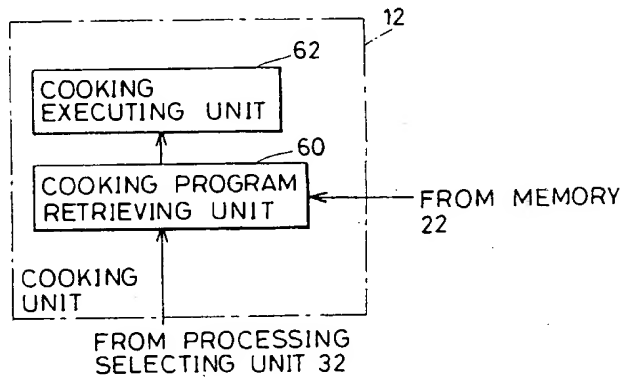 12
62
COOKING
EXECUTING UNIT
60
COOKING PROGRAM
RETRIEVING UNIT
FROM MEMORY
22
COOKING
UNIT
FROM PROCESSING
SELECTING UNIT 32